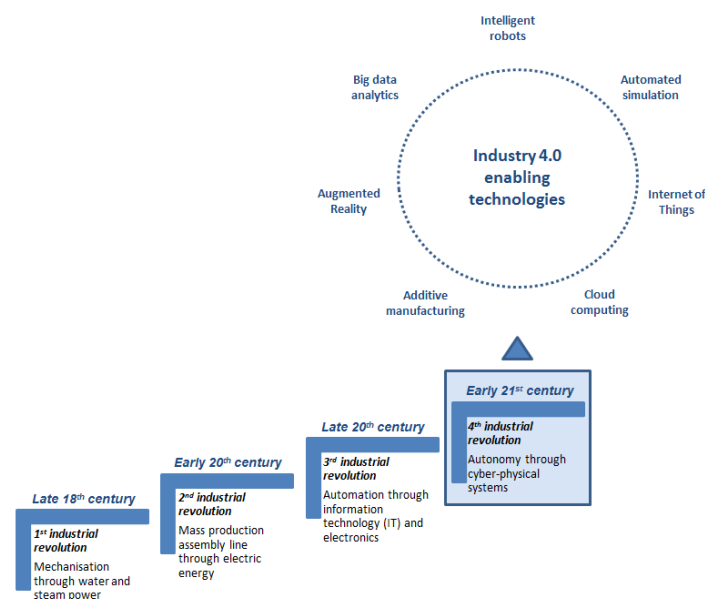 Intelligent
robots
Big data
analytics
Automated
simulation
Industry 4.0
enabling
technologies
Augmented
Reality
Internet of
Things
Additive
manufacturing
Cloud
computing
Early 21st century
4th industrial
revolution
Autonomy through
cyber-physical
systems
Late 20th century
3rd industrial
revolution
Automation through
information
technology (IT) and
electronics
Early 20th century
2nd industrial
revolution
Mass production
assembly line
through electric
energy
Late 18th century
1st industrial
revolution
Mechanisation
through water and
steam power